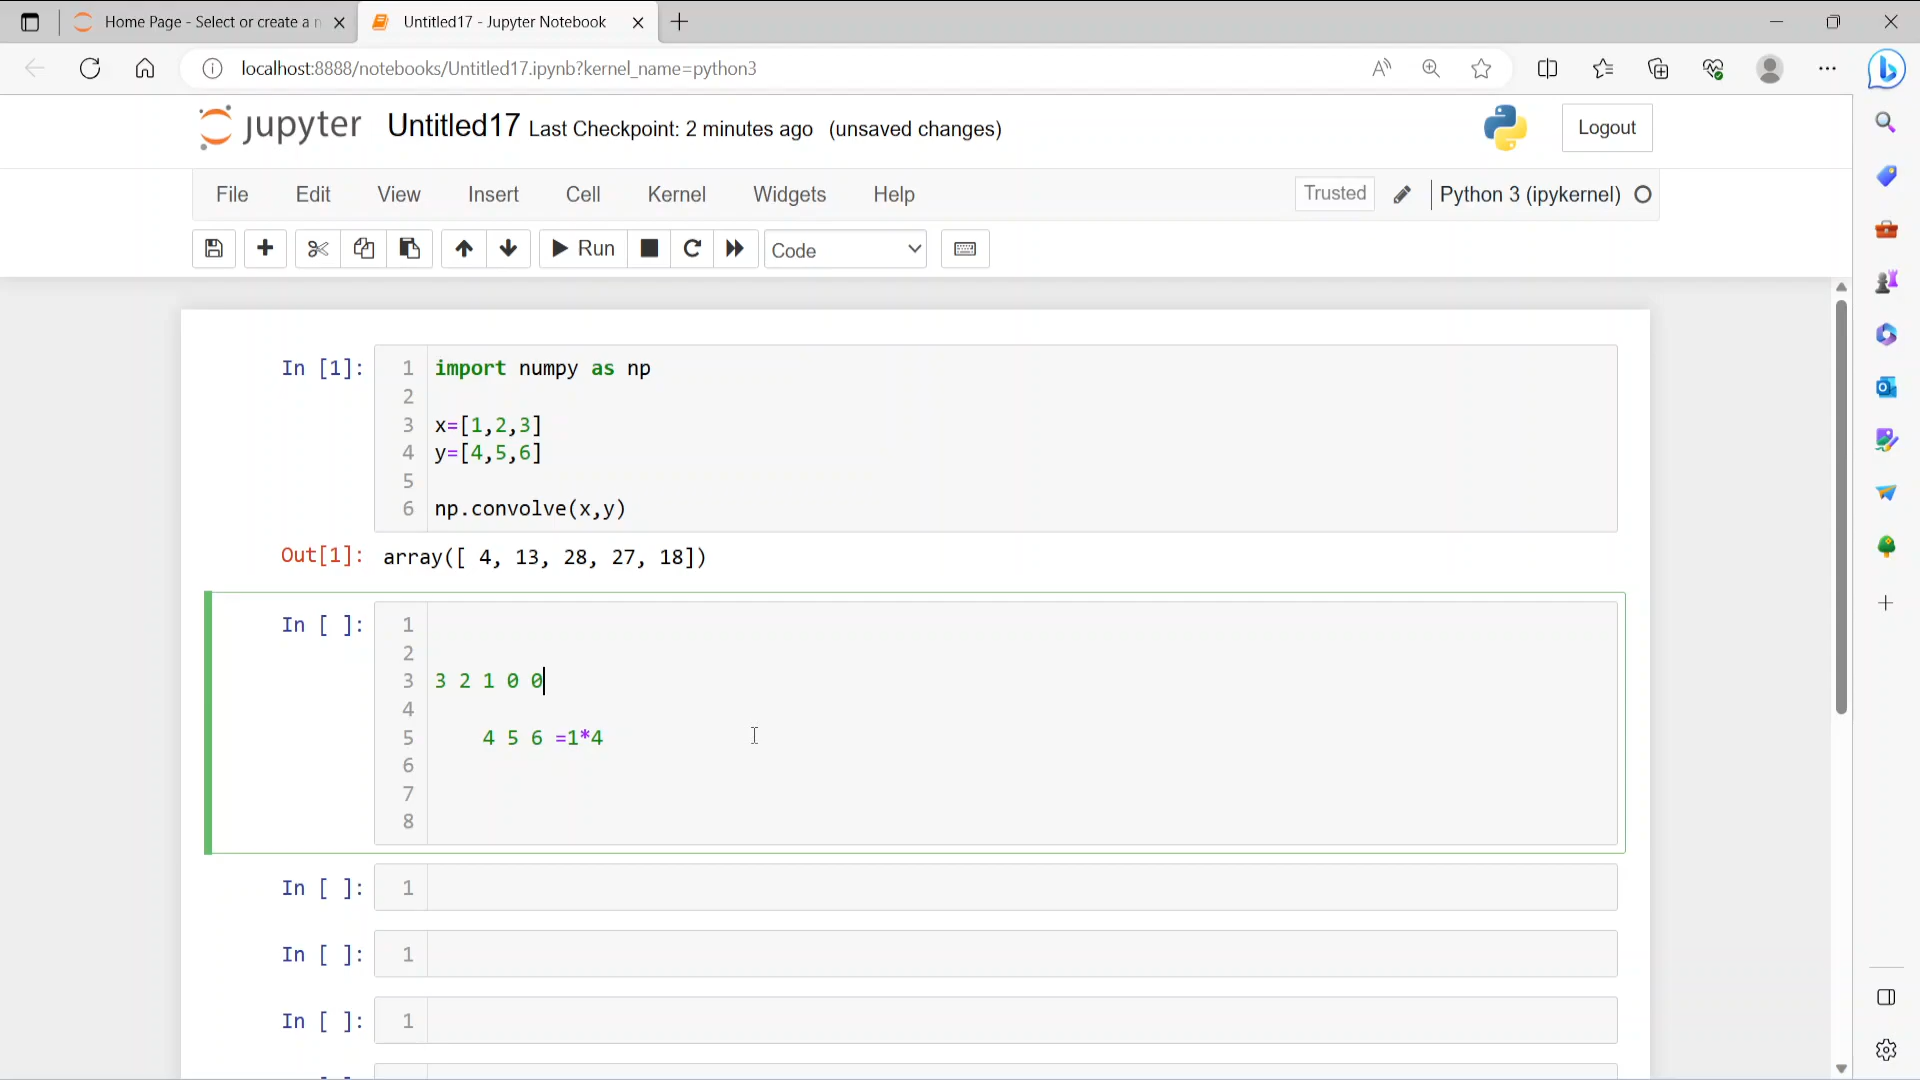 Home Page - Select or create a n
Untitled17 - Jupyter Notebook
localhost:8888/notebooks/Untitled17.ipynb?kernel_name=python3
jupyter Untitled17 Last Checkpoint: 2 minutes ago (unsaved changes)
Logout
File Edit View Insert Cell Kernel Widgets Help
Trusted
Python 3 (ipykernel)
Run
Code
In [1]:
1 import numpy as np
2
3 x=[1,2,3]
4 y=[4,5,6]
5
6 np.convolve(x,y)
Out[1]: array([ 4, 13, 28, 27, 18])
In [ ]:
1
2
3 3 2 1 0 0
4
5 4 5 6 =1*4
6
7
8
In [ ]: 1
In [ ]: 1
In [ ]: 1